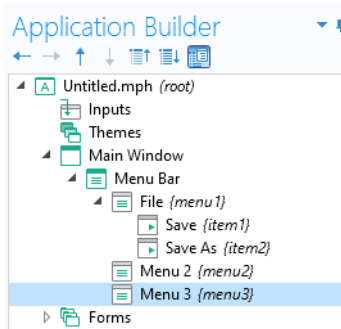 Application Builder
Untitled.mph (root)
Inputs
Themes
Main Window
Menu Bar
File {menu1}
Save {item1}
Save As {item2}
Menu 2 {menu2}
Menu 3 {menu3}
Forms